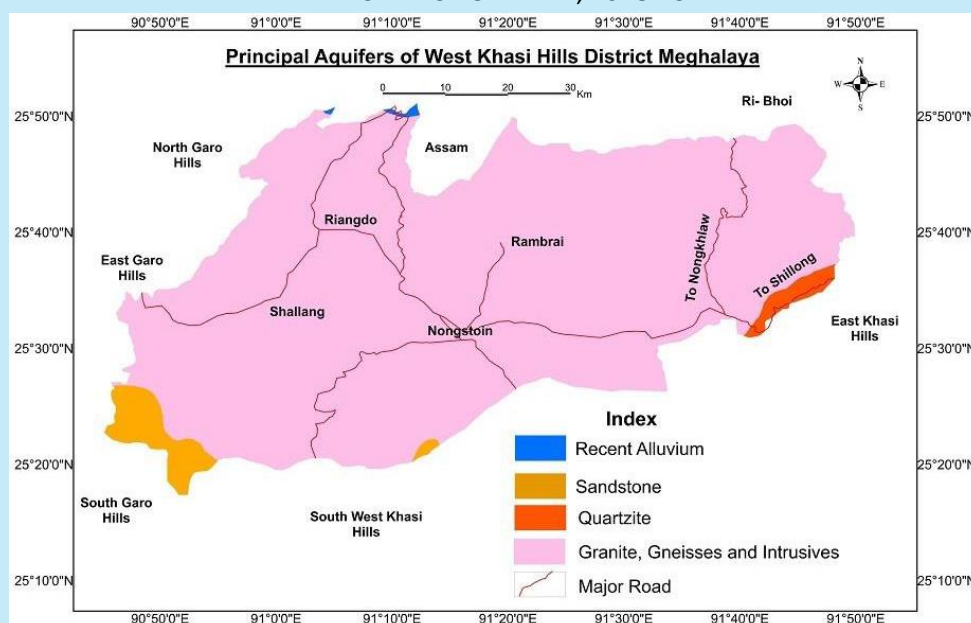 90°50'0"E 91°0'0"E 91°10'0"E 91°20'0"E 91°30'0"E 91°40'0"E 91°50'0"E
Principal Aquifers of West Khasi Hills District Meghalaya
0 5 10 20 30
Km
N
W E
S
Ri- Bhoi
25°50'0"N 25°50'0"N
North Garo
Hills
Assam
Riangdo
25°40'0"N 25°40'0"N
Rambrai
To Nongkhlaw
To Shillong
East Garo
Hills
Shallang
Nongstoin
East Khasi
Hills
25°30'0"N 25°30'0"N
Index
Recent Alluvium
25°20'0"N 25°20'0"N
Sandstone
South Garo
Hills
South West Khasi
Hills
Quartzite
Granite, Gneisses and Intrusives
25°10'0"N 25°10'0"N
Major Road
90°50'0"E 91°0'0"E 91°10'0"E 91°20'0"E 91°30'0"E 91°40'0"E 91°50'0"E